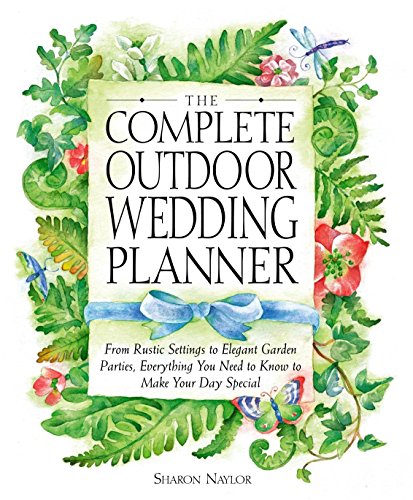 THE
COMPLETE
OUTDOOR
WEDDING
PLANNER
From Rustic Settings to Elegant Garden
Parties, Everything You Need to Know to
Make Your Day Special
SHARON NAYLOR